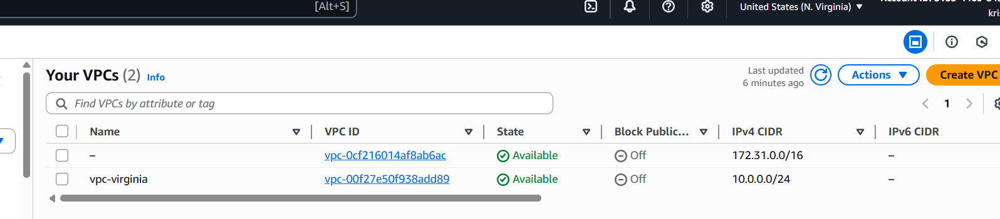 [Alt+S]
United States (N. Virginia)
Your VPCs (2) Info
Last updated
6 minutes ago
Actions
Create VPC
Find VPCs by attribute or tag
1
Name
VPC ID
State
Block Public...
IPv4 CIDR
IPv6 CIDR
–
vpc-0cf216014af8ab6ac
Available
Off
172.31.0.0/16
–
vpc-virginia
vpc-00f27e50f938add89
Available
Off
10.0.0.0/24
–